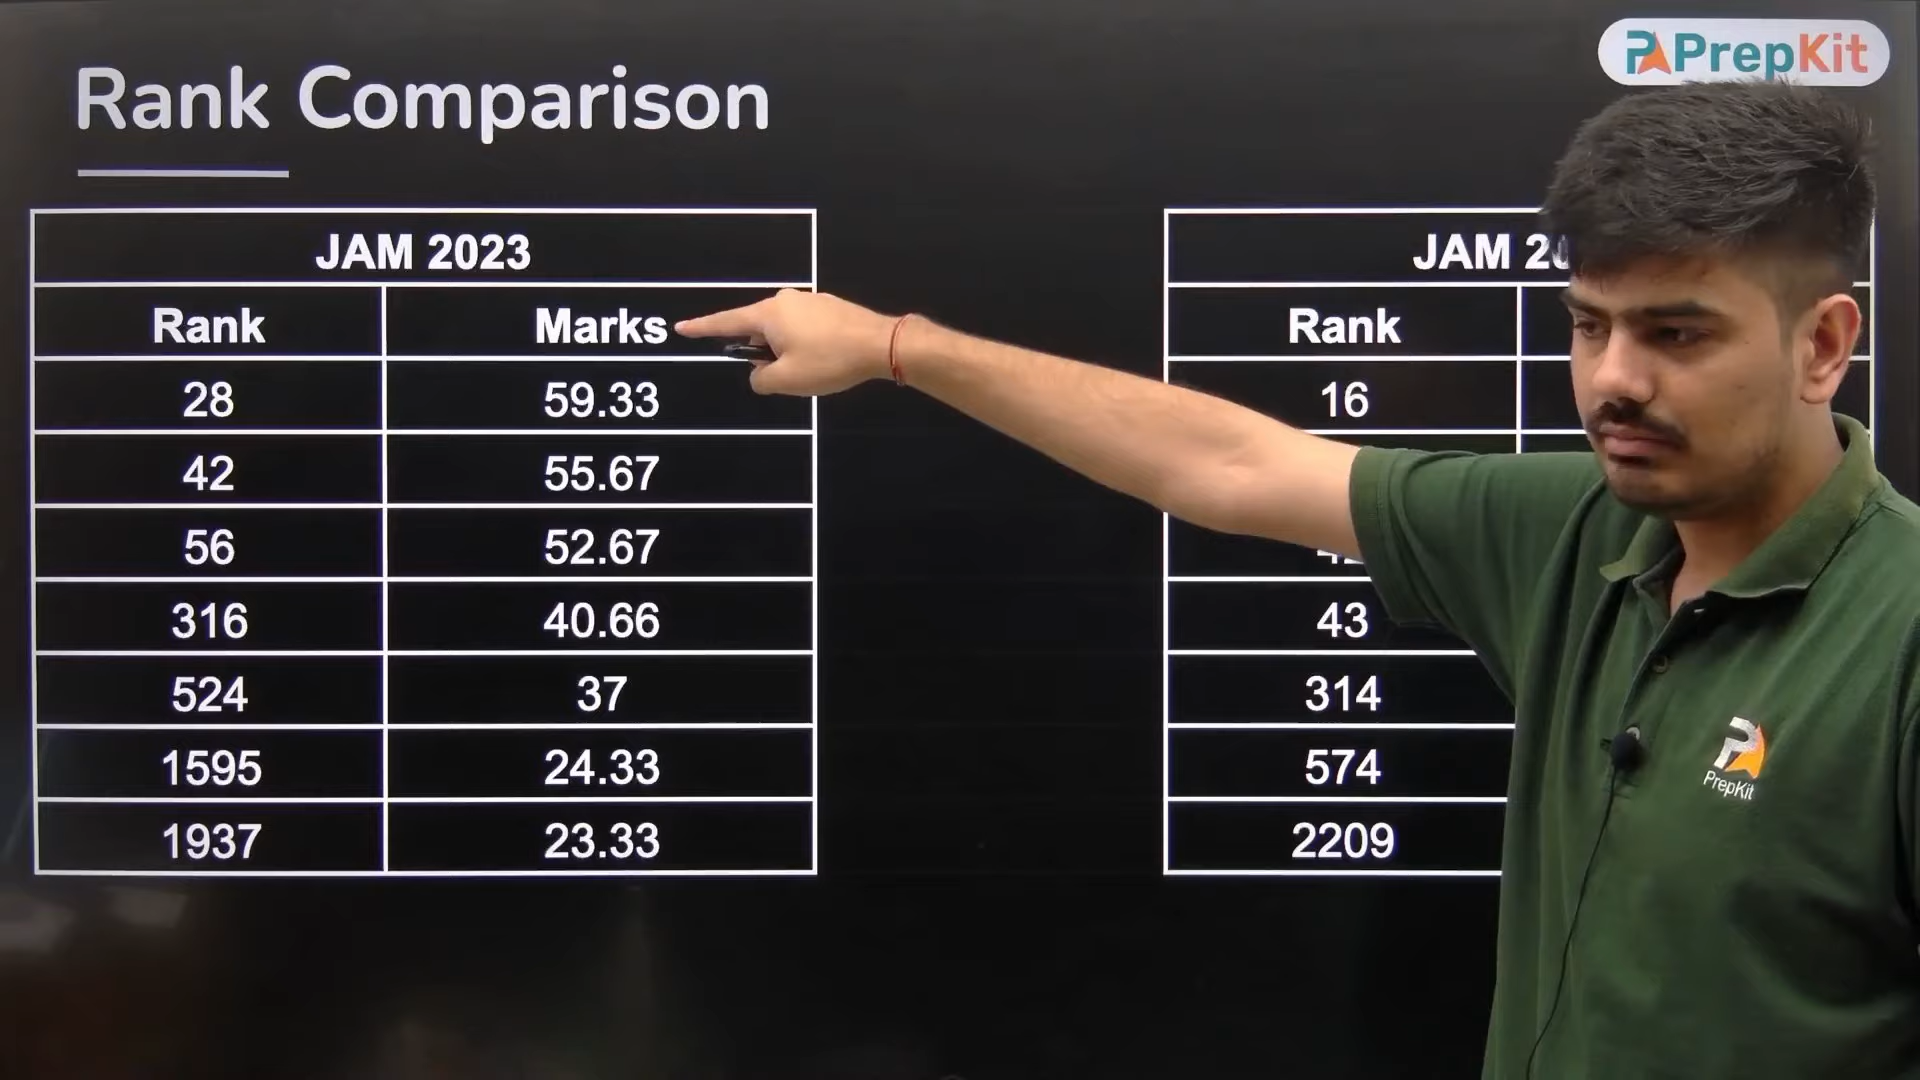 PrepKit
Rank Comparison
JAM 2023
Rank Marks
28 59.33
42 55.67
56 52.67
316 40.66
524 37
1595 24.33
1937 23.33
JAM
Rank
16
43
314
574
2209
PrepKit